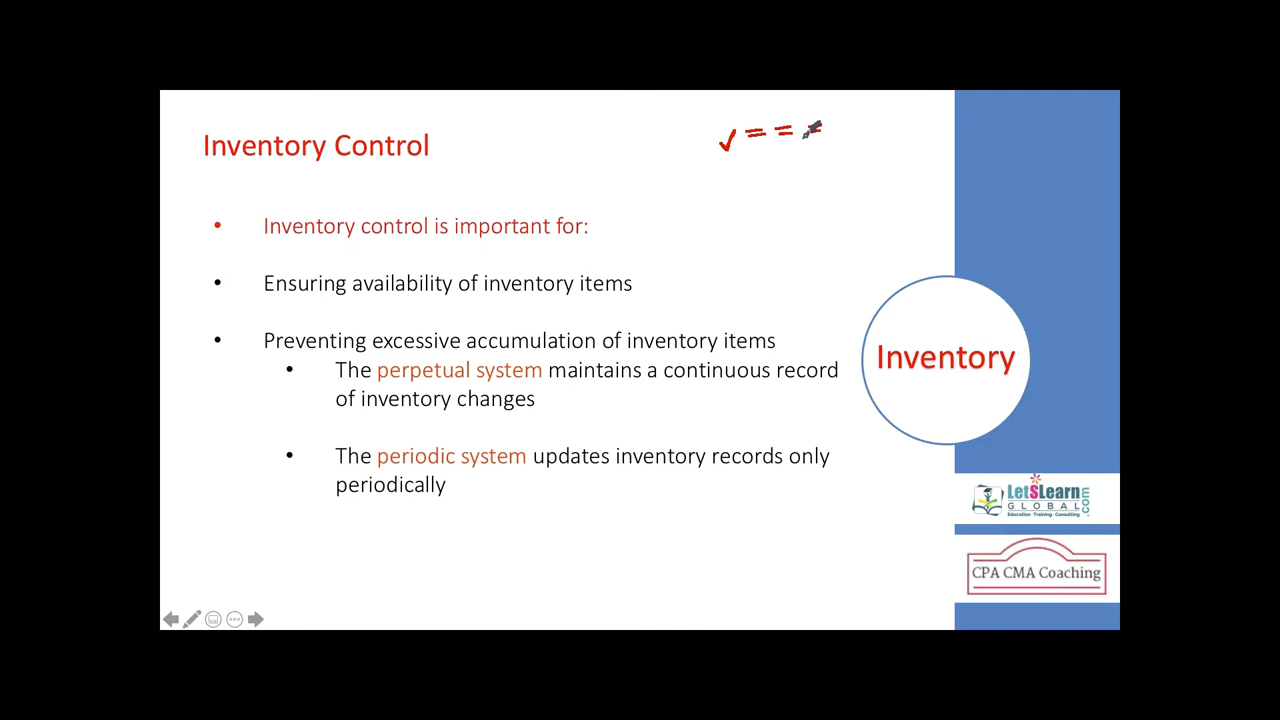 Inventory Control
✓ = = =
• Inventory control is important for:
• Ensuring availability of inventory items
• Preventing excessive accumulation of inventory items
• The perpetual system maintains a continuous record
of inventory changes
• The periodic system updates inventory records only
periodically
Inventory
LetSLearn
GLOBAL
.com
Education · Training · Consulting
CPA CMA Coaching